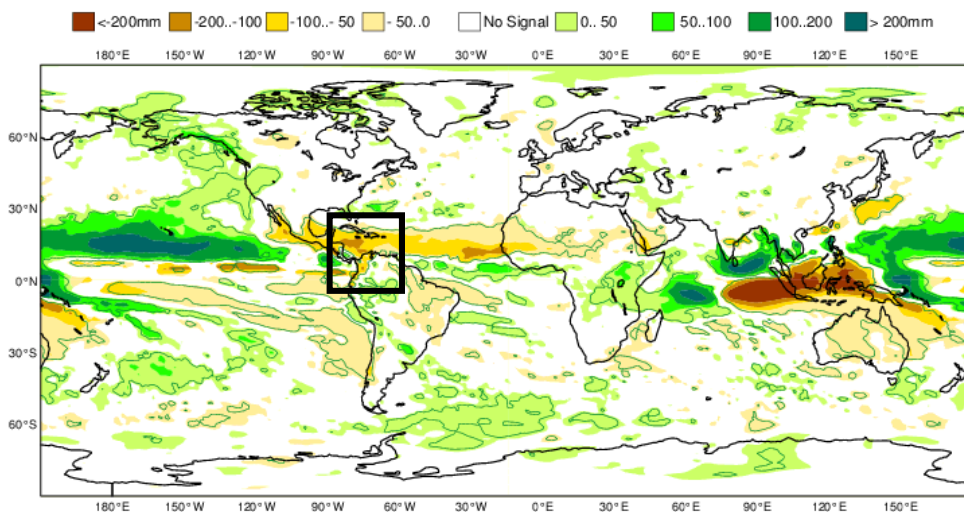 <-200mm -200..-100 -100..- 50 - 50..0 No Signal 0.. 50 50..100 100..200 > 200mm
180°E 150°W 120°W 90°W 60°W 30°W 0°E 30°E 60°E 90°E 120°E 150°E
60°N
30°N
0°N
30°S
60°S
180°E 150°W 120°W 90°W 60°W 30°W 0°E 30°E 60°E 90°E 120°E 150°E